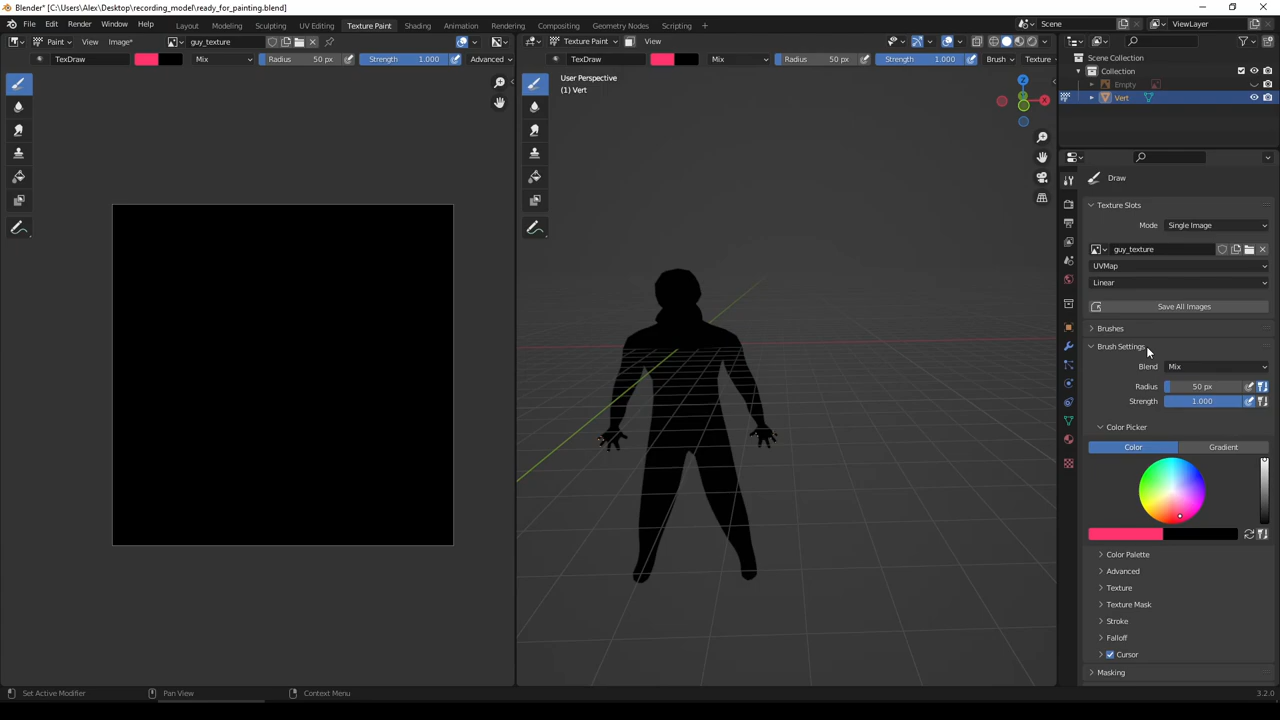 Blender* [C:\Users\Alex\Desktop\recording_model\ready_for_painting.blend]
File Edit Render Window Help Layout Modeling Sculpting UV Editing Texture Paint Shading Animation Rendering Compositing Geometry Nodes Scripting Scene ViewLayer
Paint View Image* guy_texture Texture Paint View
TexDraw Mix Radius 50 px Strength 1.000 Advanced TexDraw Mix Radius 50 px Strength 1.000 Brush Texture
Scene Collection
Collection
Empty
Vert
User Perspective
(1) Vert
Z
X
Draw
Texture Slots
Mode Single Image
guy_texture
UVMap
Linear
Save All Images
Brushes
Brush Settings
Blend Mix
Radius 50 px
Strength 1.000
Color Picker
Color Gradient
Color Palette
Advanced
Texture
Texture Mask
Stroke
Falloff
Cursor
Masking
Set Active Modifier Pan View Context Menu 3.2.0